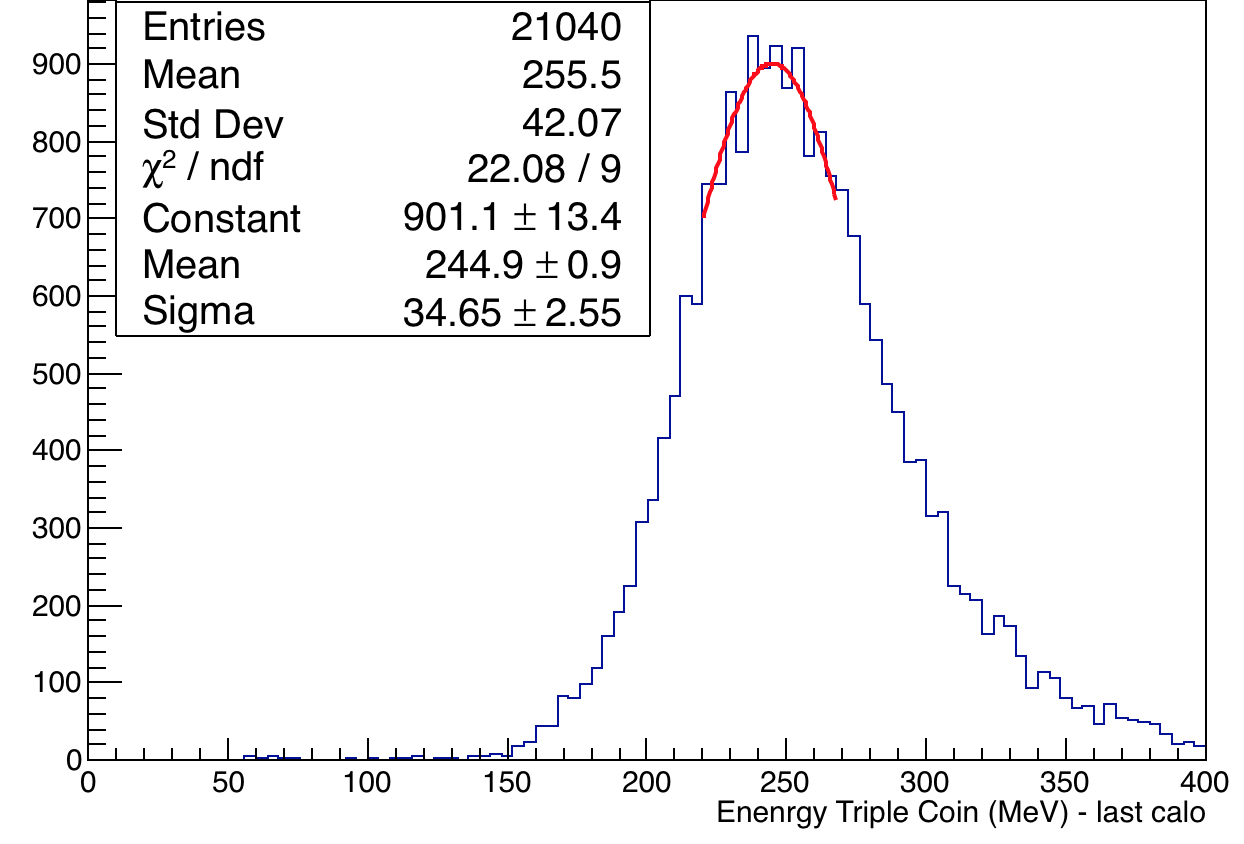 Entries 21040
Mean 255.5
Std Dev 42.07
χ² / ndf 22.08 / 9
Constant 901.1 ± 13.4
Mean 244.9 ± 0.9
Sigma 34.65 ± 2.55
900
800
700
600
500
400
300
200
100
0
0 50 100 150 200 250 300 350 400
Enenrgy Triple Coin (MeV) - last calo